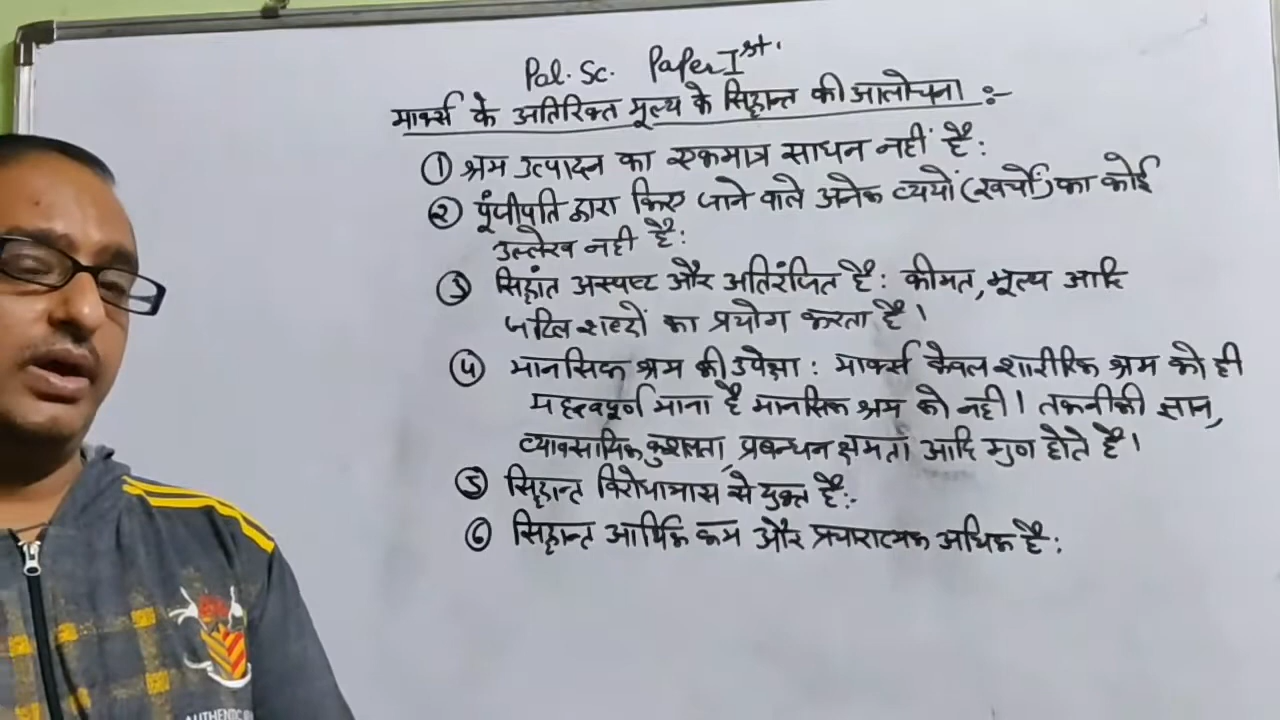 Pol. Sc. Paper Ist.
मार्क्स के अतिरिक्त मूल्य के सिद्धान्त की आलोचना :-
① श्रम उत्पादन का एकमात्र साधन नहीं है:
② पूंजीपति द्वारा किए जाने वाले अनेक व्ययों (खर्चों) का कोई
उल्लेख नही है:
③ सिद्धांत अस्पष्ट और अतिरंजित है: कीमत, मूल्य आदि
जटिल शब्दों का प्रयोग करता है।
④ मानसिक श्रम की उपेक्षा : मार्क्स केवल शारीरिक श्रम को ही
महत्वपूर्ण माना है मानसिक श्रम को नही। तकनीकी ज्ञान,
व्यावसायिक कुशलता, प्रबन्धन क्षमता आदि गुण होते है।
⑤ सिद्धान्त विरोधाभास से युक्त है:-
⑥ सिद्धान्त आर्थिक कम और प्रचारात्मक अधिक है:
AUTHENTIC